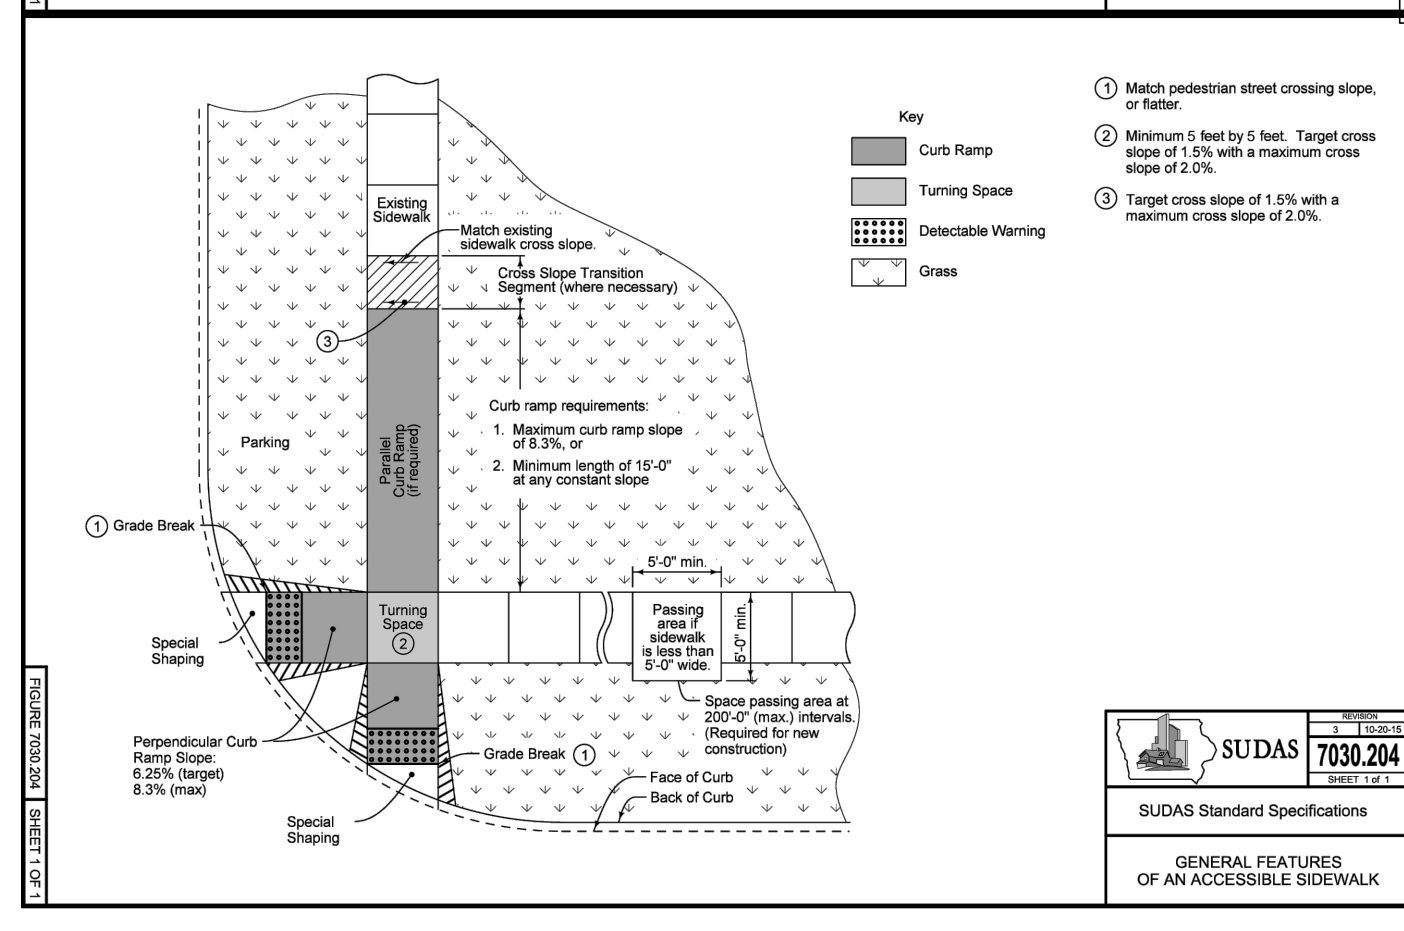 1
Key
Curb Ramp
Turning Space
Detectable Warning
Grass
1 Match pedestrian street crossing slope,
or flatter.
2 Minimum 5 feet by 5 feet. Target cross
slope of 1.5% with a maximum cross
slope of 2.0%.
3 Target cross slope of 1.5% with a
maximum cross slope of 2.0%.
Existing
Sidewalk
Match existing
sidewalk cross slope.
Cross Slope Transition
Segment (where necessary)
3
Curb ramp requirements:
1. Maximum curb ramp slope
of 8.3%, or
2. Minimum length of 15'-0"
at any constant slope
Parking
Parallel
Curb Ramp
(if required)
1 Grade Break
5'-0" min.
Turning
Space
2
Passing
area if
sidewalk
is less than
5'-0" wide.
5'-0" min.
Special
Shaping
Space passing area at
200'-0" (max.) intervals.
(Required for new
construction)
Perpendicular Curb
Ramp Slope:
6.25% (target)
8.3% (max)
Grade Break 1
Face of Curb
Back of Curb
Special
Shaping
FIGURE 7030.204
SHEET 1 OF 1
SUDAS
REVISION
3 10-20-15
7030.204
SHEET 1 of 1
SUDAS Standard Specifications
GENERAL FEATURES
OF AN ACCESSIBLE SIDEWALK